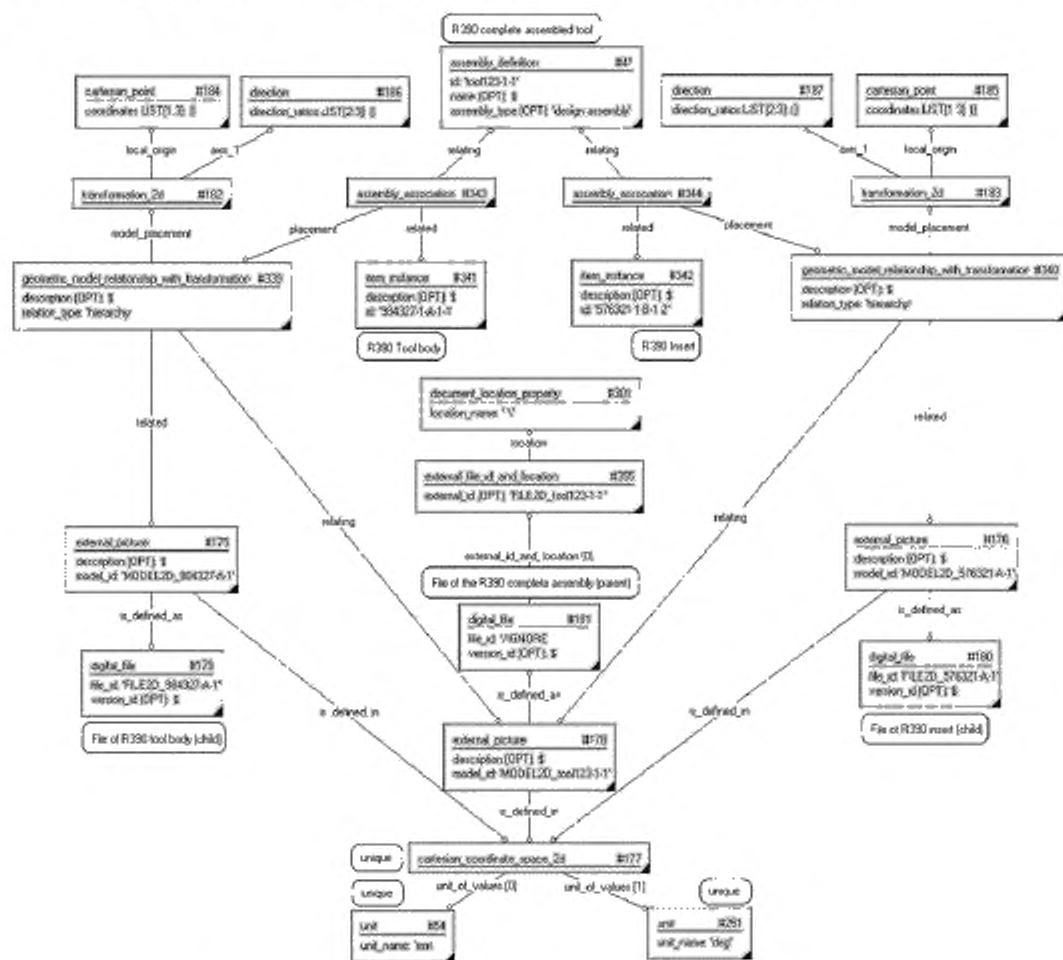 R390 complete assembled tool
assembly_definition #47
id: 'tool123-1-1'
name:(OPT): $
assembly_type:(OPT): 'design-assembly'
cartesian_point #184
coordinates LIST[1:3]: ()
direction #186
direction_ratios:LIST[2:3]: ()
direction #187
direction_ratios:LIST[2:3]: ()
cartesian_point #185
coordinates LIST[1:3]: ()
local_origin
axis_1
relating
relating
axis_1
local_origin
transformation_2d #182
assembly_association #343
assembly_association #344
transformation_2d #183
model_placement
placement
related
related
placement
model_placement
geometric_model_relationship_with_transformation #339
description:(OPT): $
relation_type: 'hierarchy'
item_instance #341
description:(OPT): $
id: '984327-1-A-1-1'
item_instance #342
description:(OPT): $
geometric_model_relationship_with_transformation #340
description:(OPT): $
relation_type: 'hierarchy'
R390 Tool body
R390 Insert
document_location_property #301
location_name:
related
related
location
external_file_id_and_location
external_id:(OPT): 'FILE2D_tool123-1-1'
relating
relating
external_id_and_location [0]
external_picture #175
description:(OPT): $
model_id: 'MODEL2D_984327-A-1'
external_picture #176
description:(OPT): $
model_id: 'MODEL2D_576321-A-1'
File of the R390 complete assembly (parent)
is_defined_as
is_defined_as
digital_file #181
file_id: '/IGNORE
version_id:(OPT): $
digital_file #179
file_id: 'FILE2D_984327-A-1'
version_id:(OPT): $
digital_file #180
file_id: 'FILE2D_576321-A-1'
version_id:(OPT): $
is_defined_as
is_defined_in
is_defined_in
File of R390 tool body (child)
File of R390 insert (child)
external_picture #178
description:(OPT): $
model_id: 'MODEL2D_tool123-1-1'
is_defined_in
unique
cartesian_coordinate_space_2d #177
unique
unit_of_values [0]
unit_of_values [1]
unique
unit #54
unit_name: 'mm'
unit #261
unit_name: 'deg'